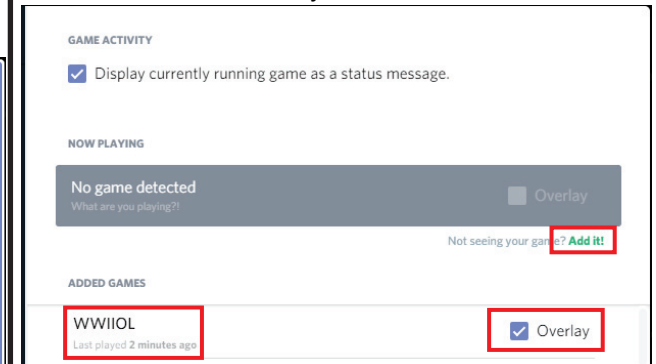 GAME ACTIVITY
Display currently running game as a status message.
NOW PLAYING
No game detected
What are you playing?!
Overlay
Not seeing your game? Add it!
ADDED GAMES
WWIIOL
Last played 2 minutes ago
Overlay